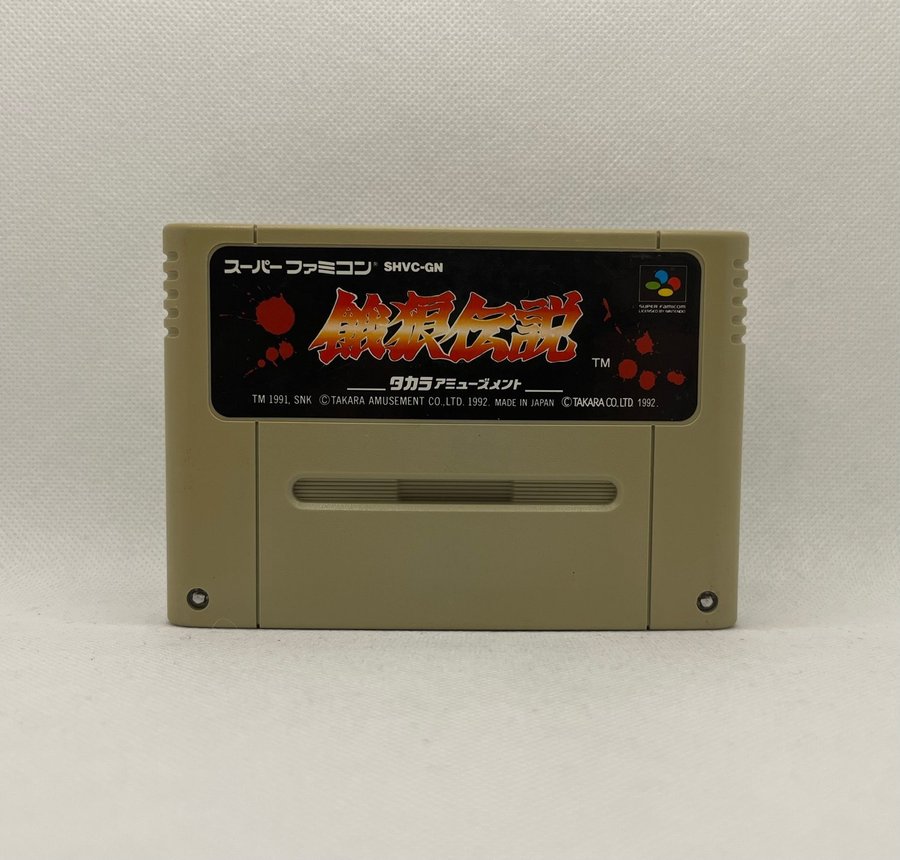 スーパーファミコン® SHVC-GN
SUPER FAMICOM
LICENSED BY NINTENDO
餓狼伝説
TM
タカラアミューズメント
TM 1991, SNK ©TAKARA AMUSEMENT CO., LTD. 1992. MADE IN JAPAN ©TAKARA CO., LTD. 1992.